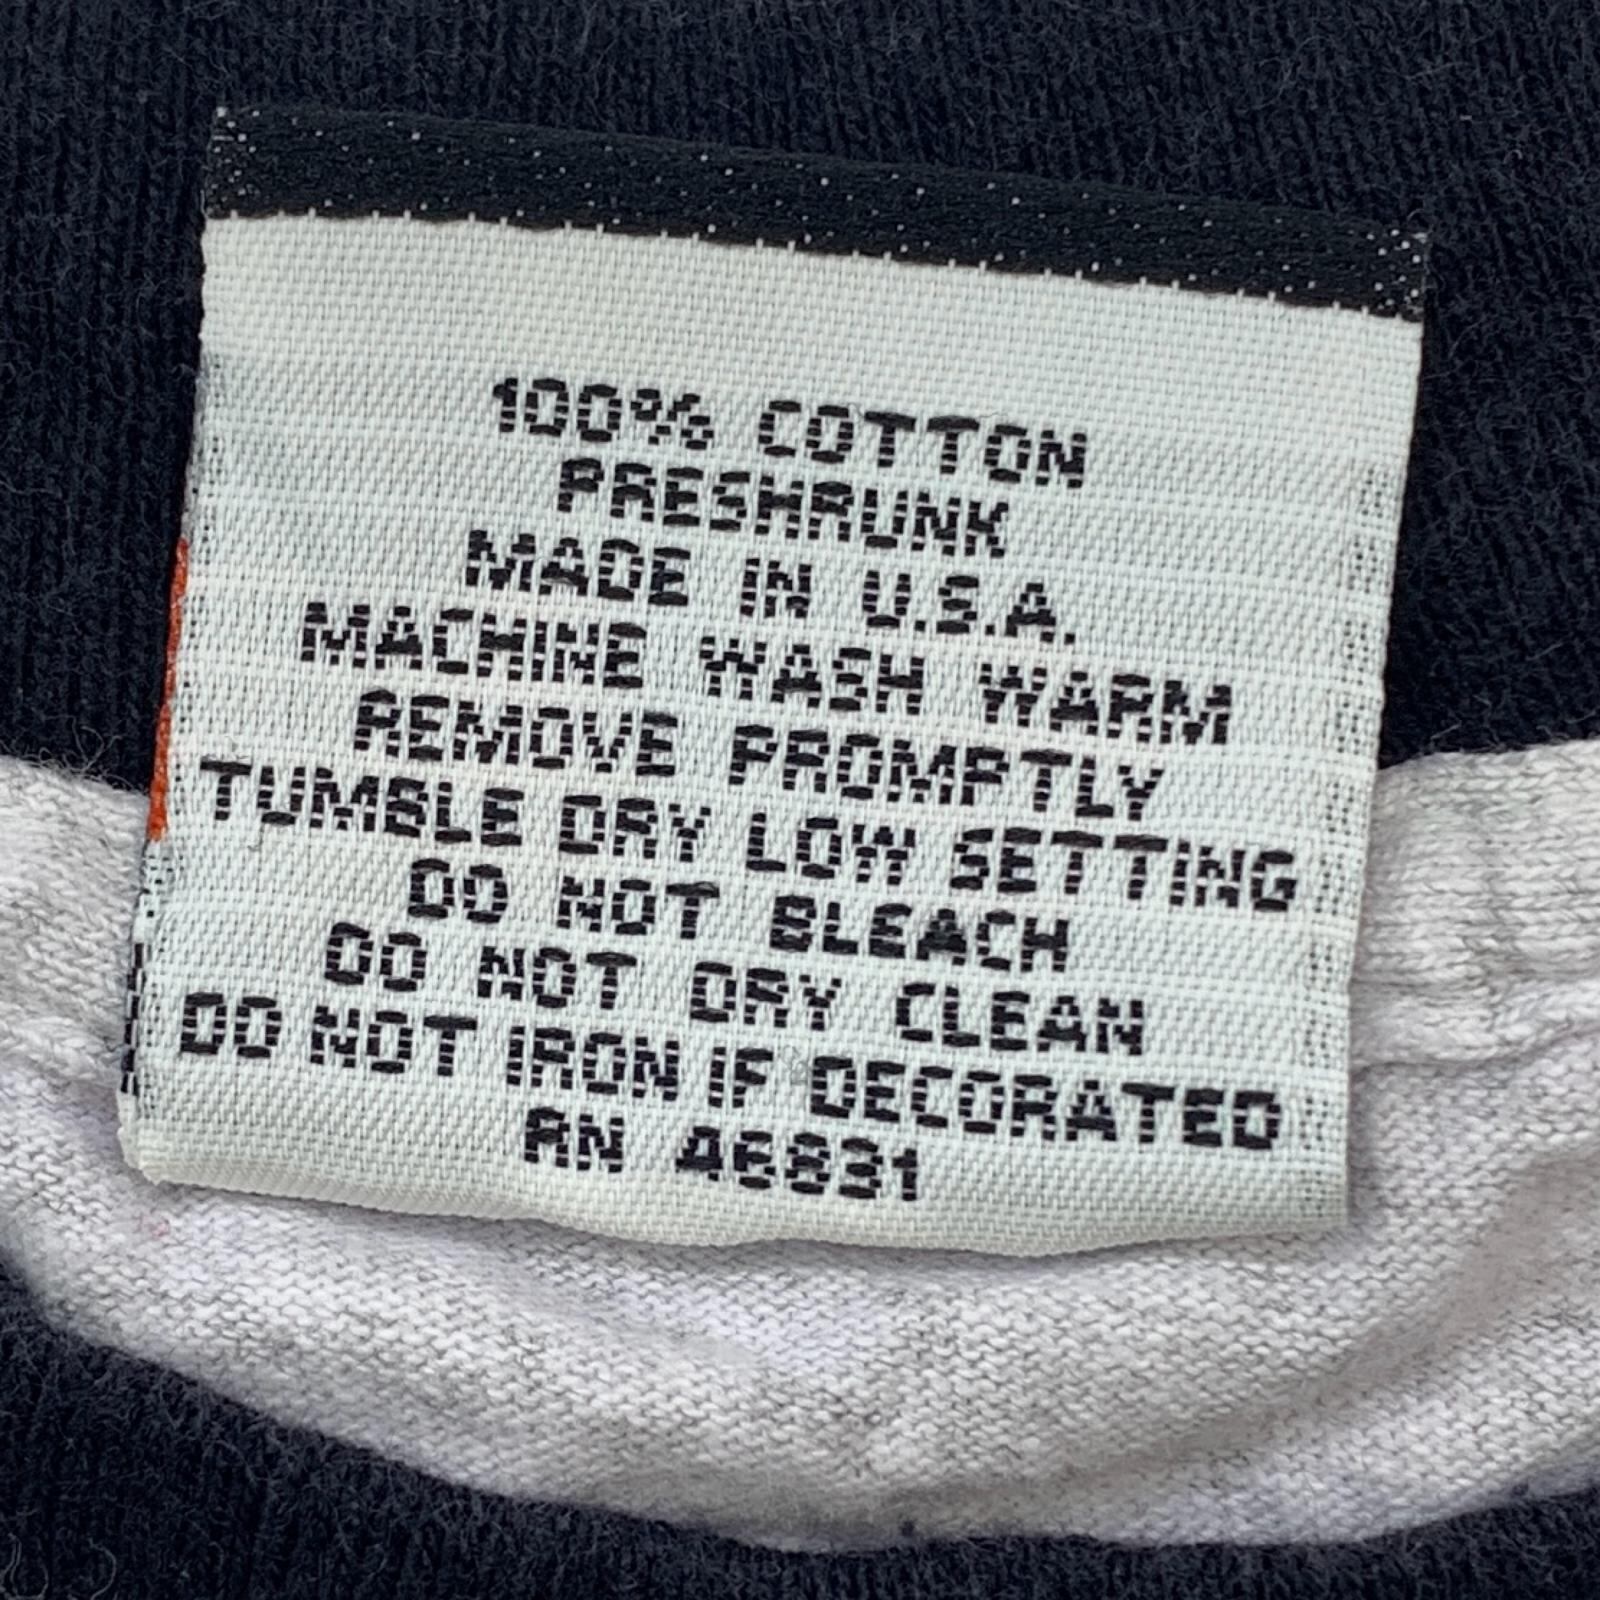 100% COTTON
PRESHRUNK
MADE IN U.S.A.
MACHINE WASH WARM
REMOVE PROMPTLY
TUMBLE DRY LOW SETTING
DO NOT BLEACH
DO NOT DRY CLEAN
DO NOT IRON IF DECORATED
RN 46831